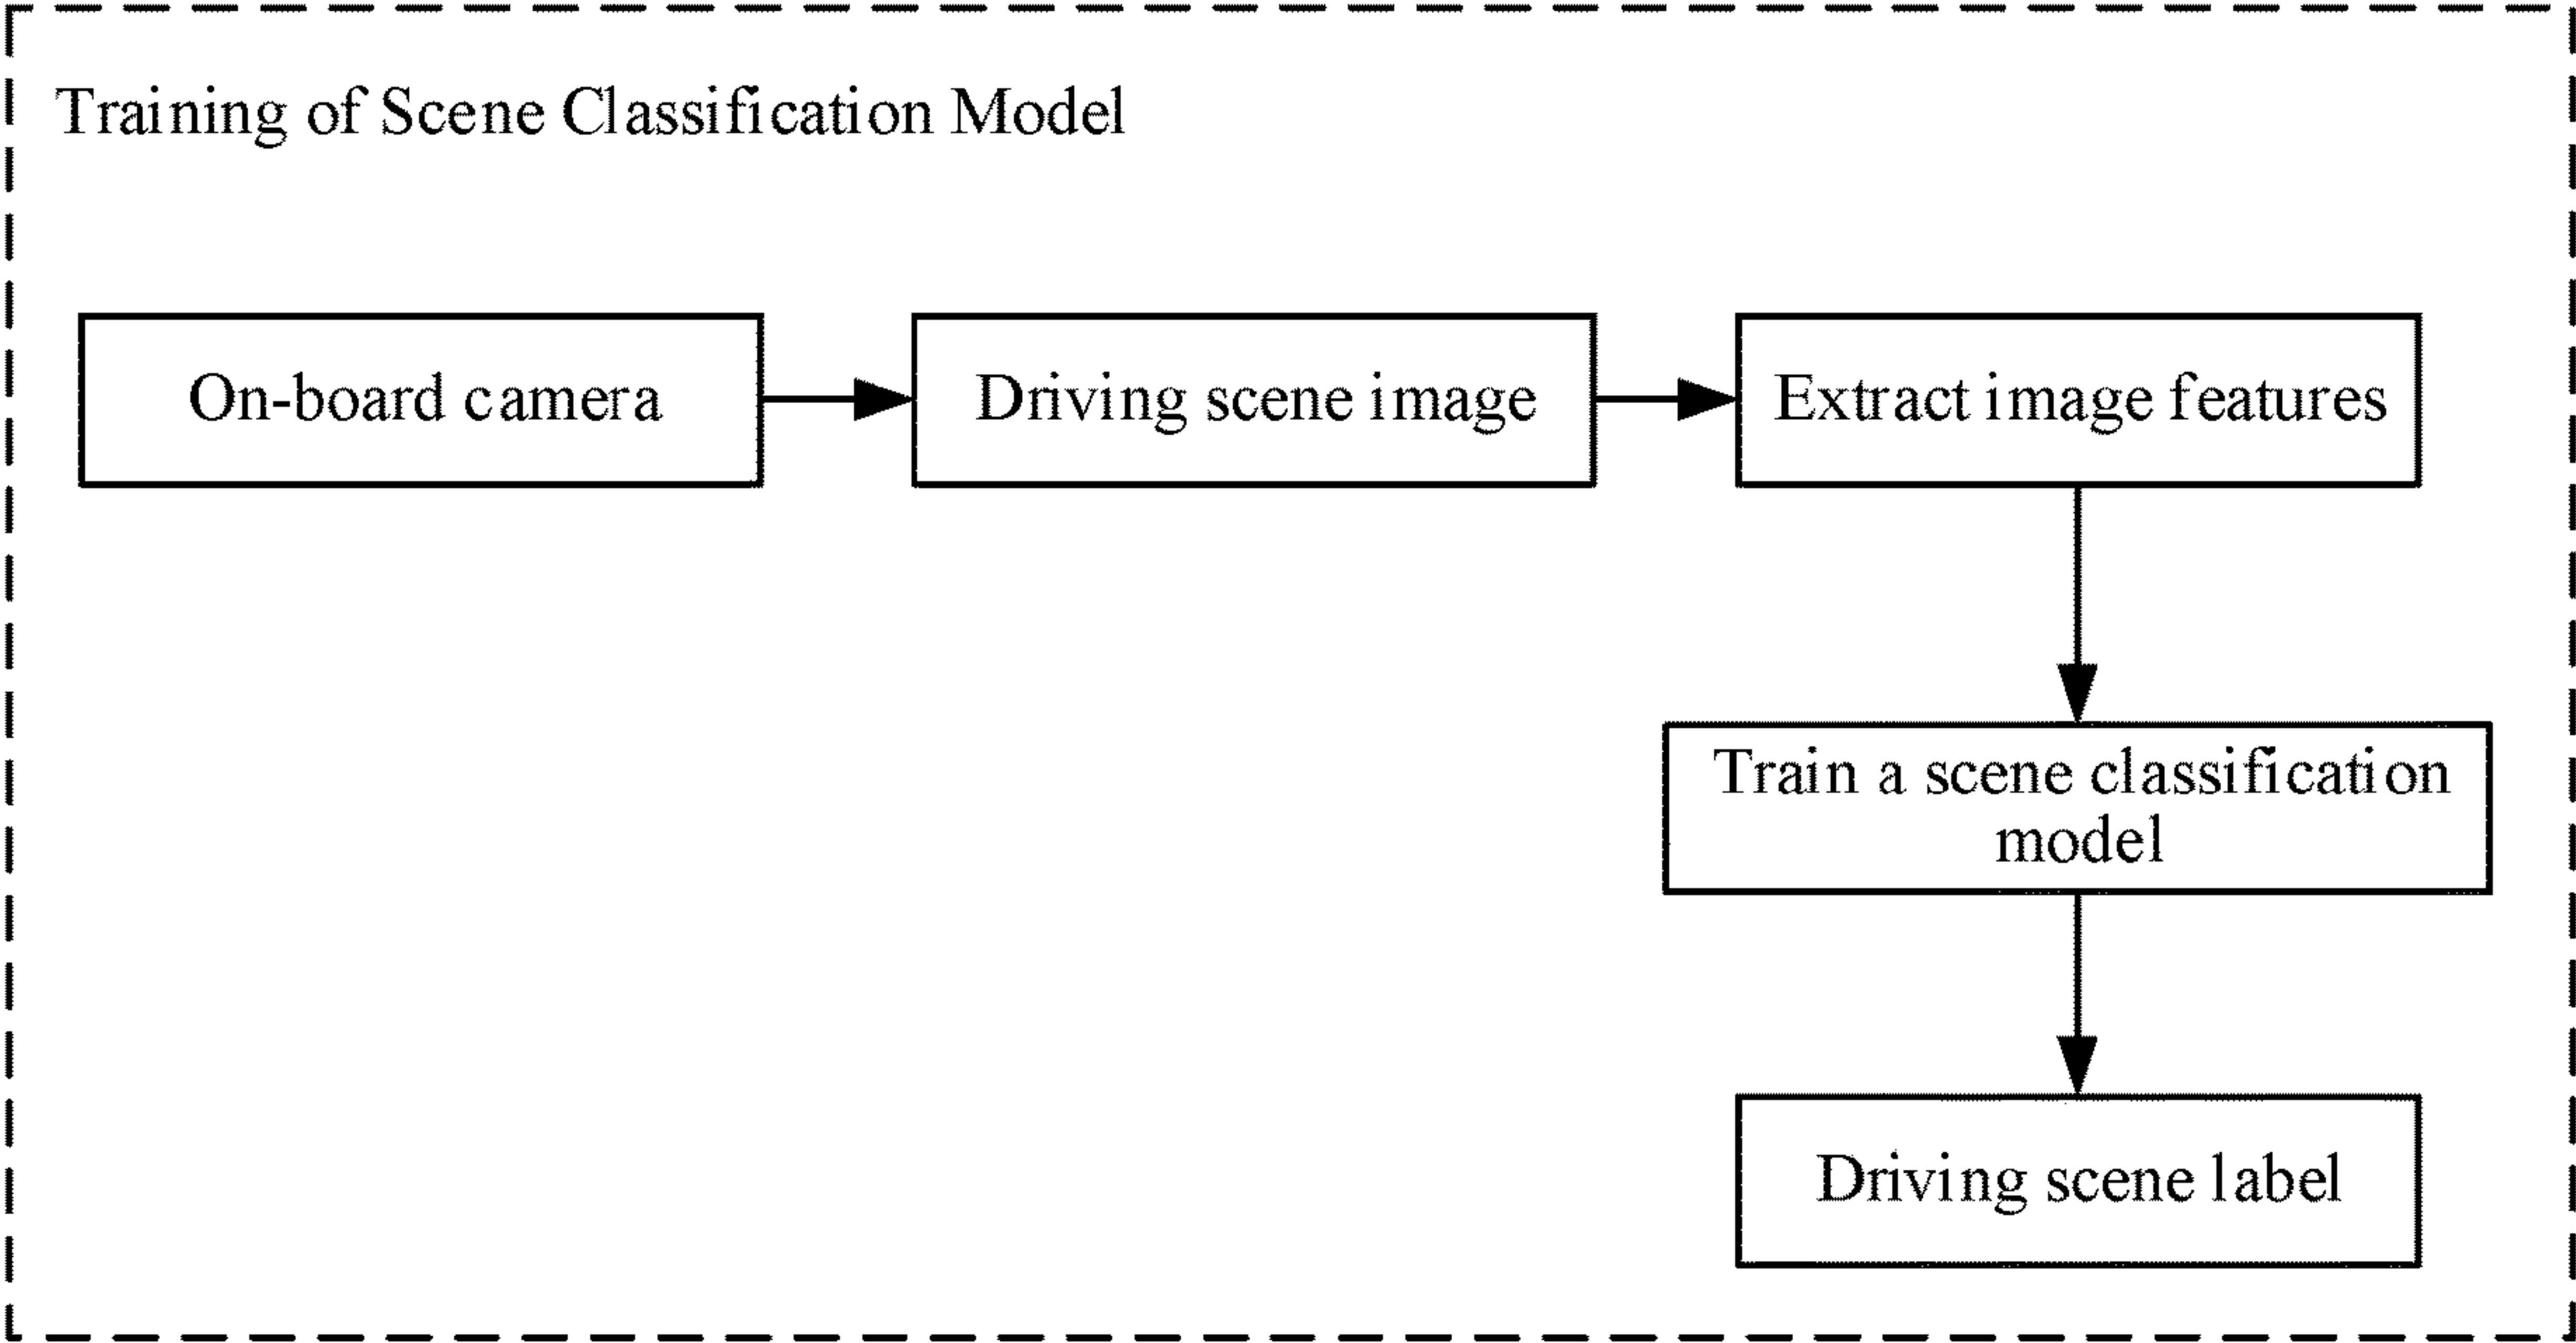 Training of Scene Classification Model
On-board camera
Driving scene image
Extract image features
Train a scene classification
model
Driving scene label